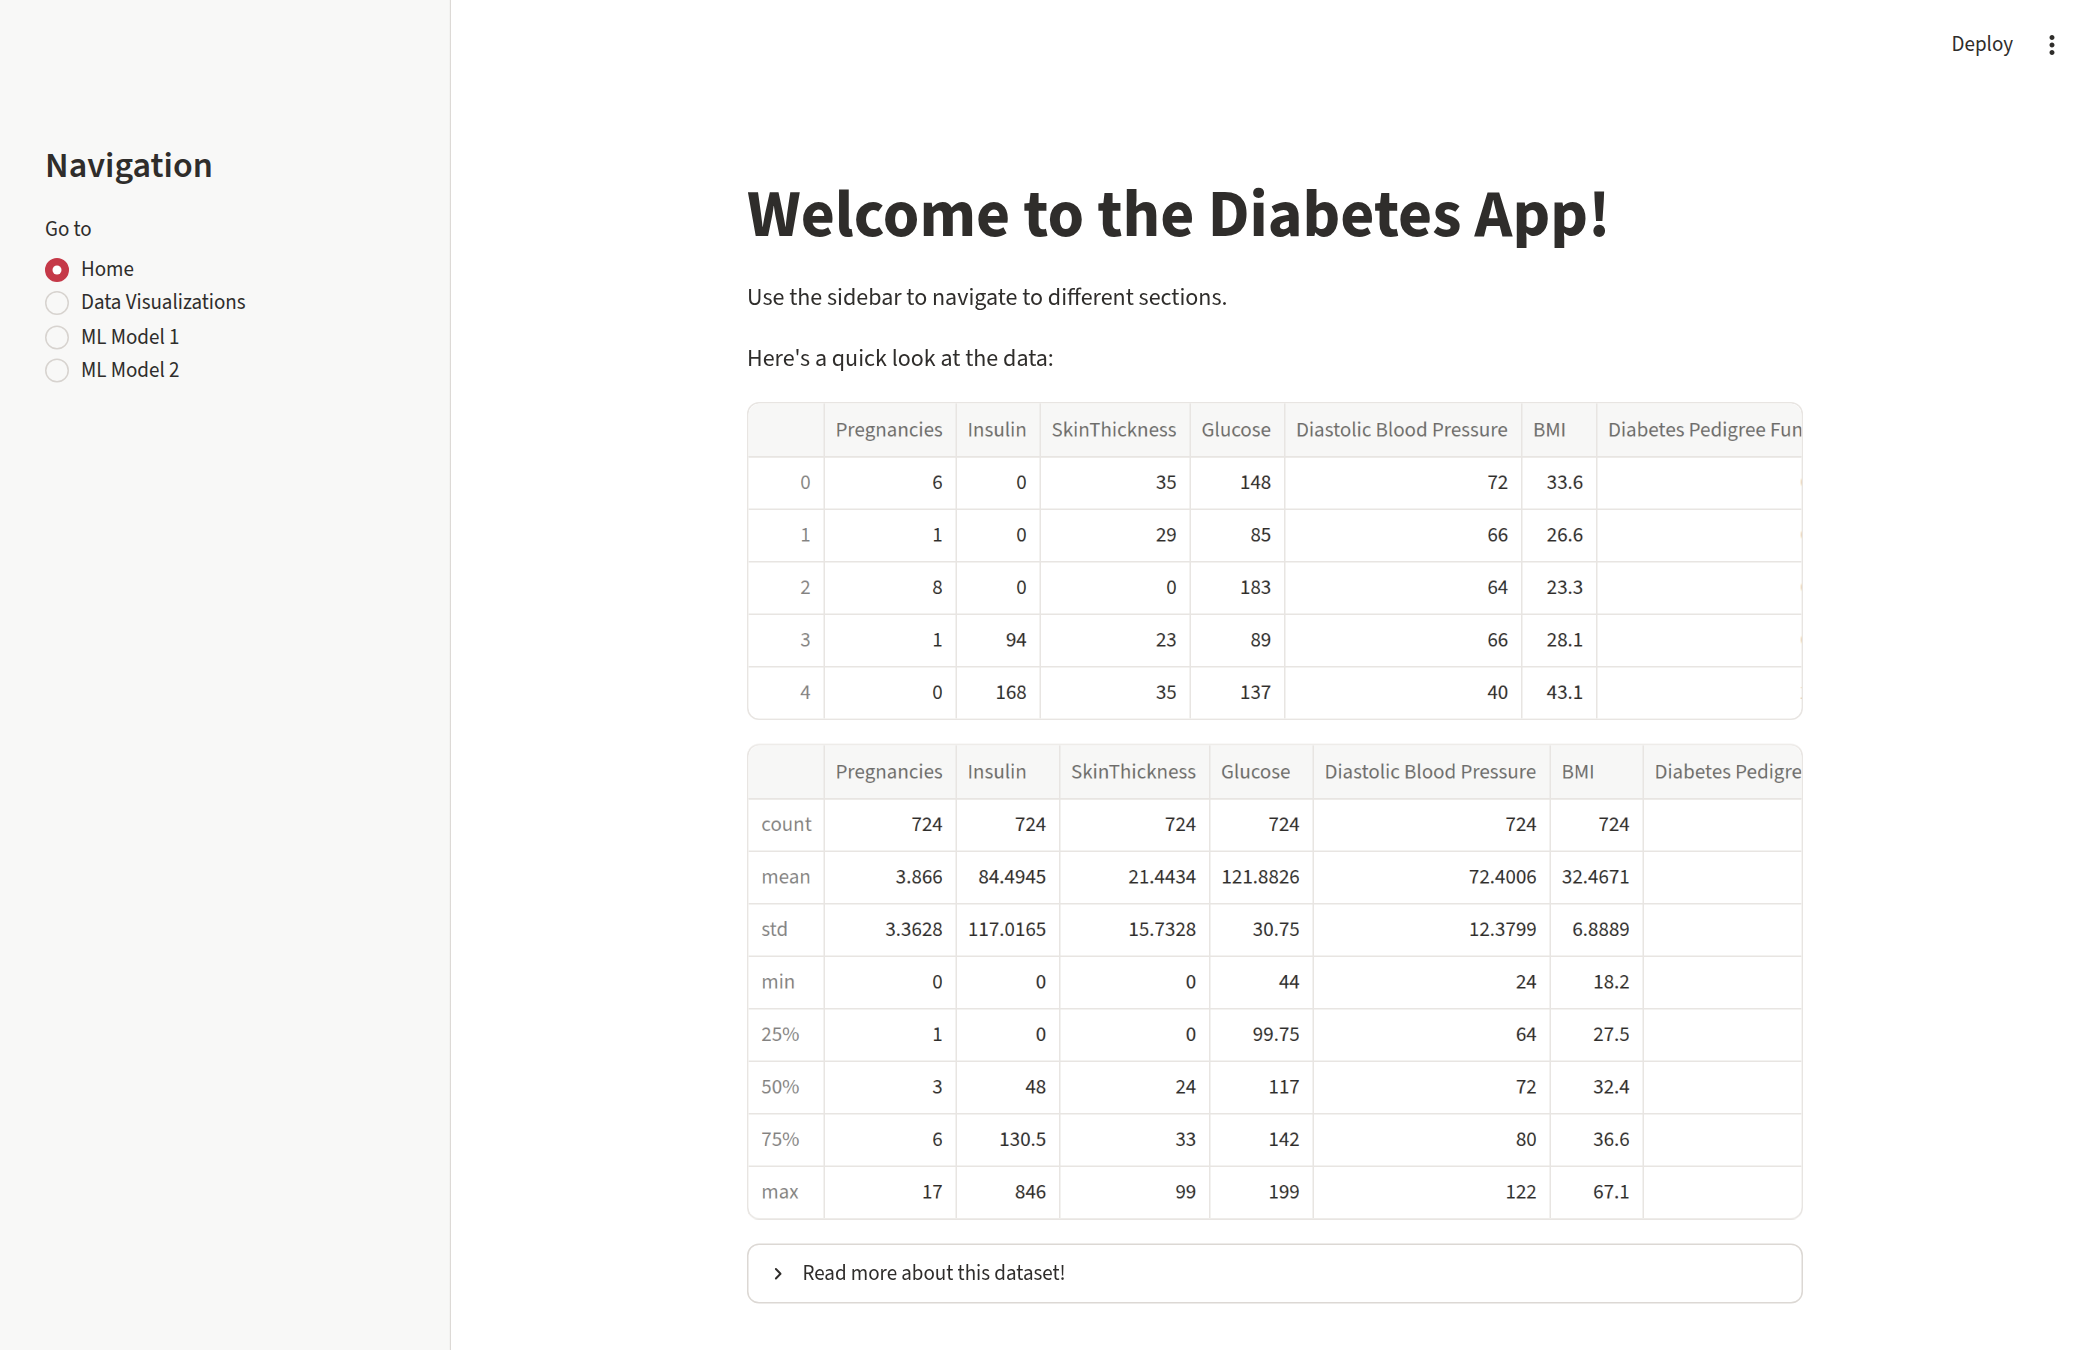 Deploy
Navigation
Go to
Home
Data Visualizations
ML Model 1
ML Model 2
Welcome to the Diabetes App!
Use the sidebar to navigate to different sections.
Here's a quick look at the data:
Pregnancies Insulin SkinThickness Glucose Diastolic Blood Pressure BMI Diabetes Pedigree Fun
0 6 0 35 148 72 33.6
1 1 0 29 85 66 26.6
2 8 0 0 183 64 23.3
3 1 94 23 89 66 28.1
4 0 168 35 137 40 43.1
Pregnancies Insulin SkinThickness Glucose Diastolic Blood Pressure BMI Diabetes Pedigre
count 724 724 724 724 724 724
mean 3.866 84.4945 21.4434 121.8826 72.4006 32.4671
std 3.3628 117.0165 15.7328 30.75 12.3799 6.8889
min 0 0 0 44 24 18.2
25% 1 0 0 99.75 64 27.5
50% 3 48 24 117 72 32.4
75% 6 130.5 33 142 80 36.6
max 17 846 99 199 122 67.1
Read more about this dataset!